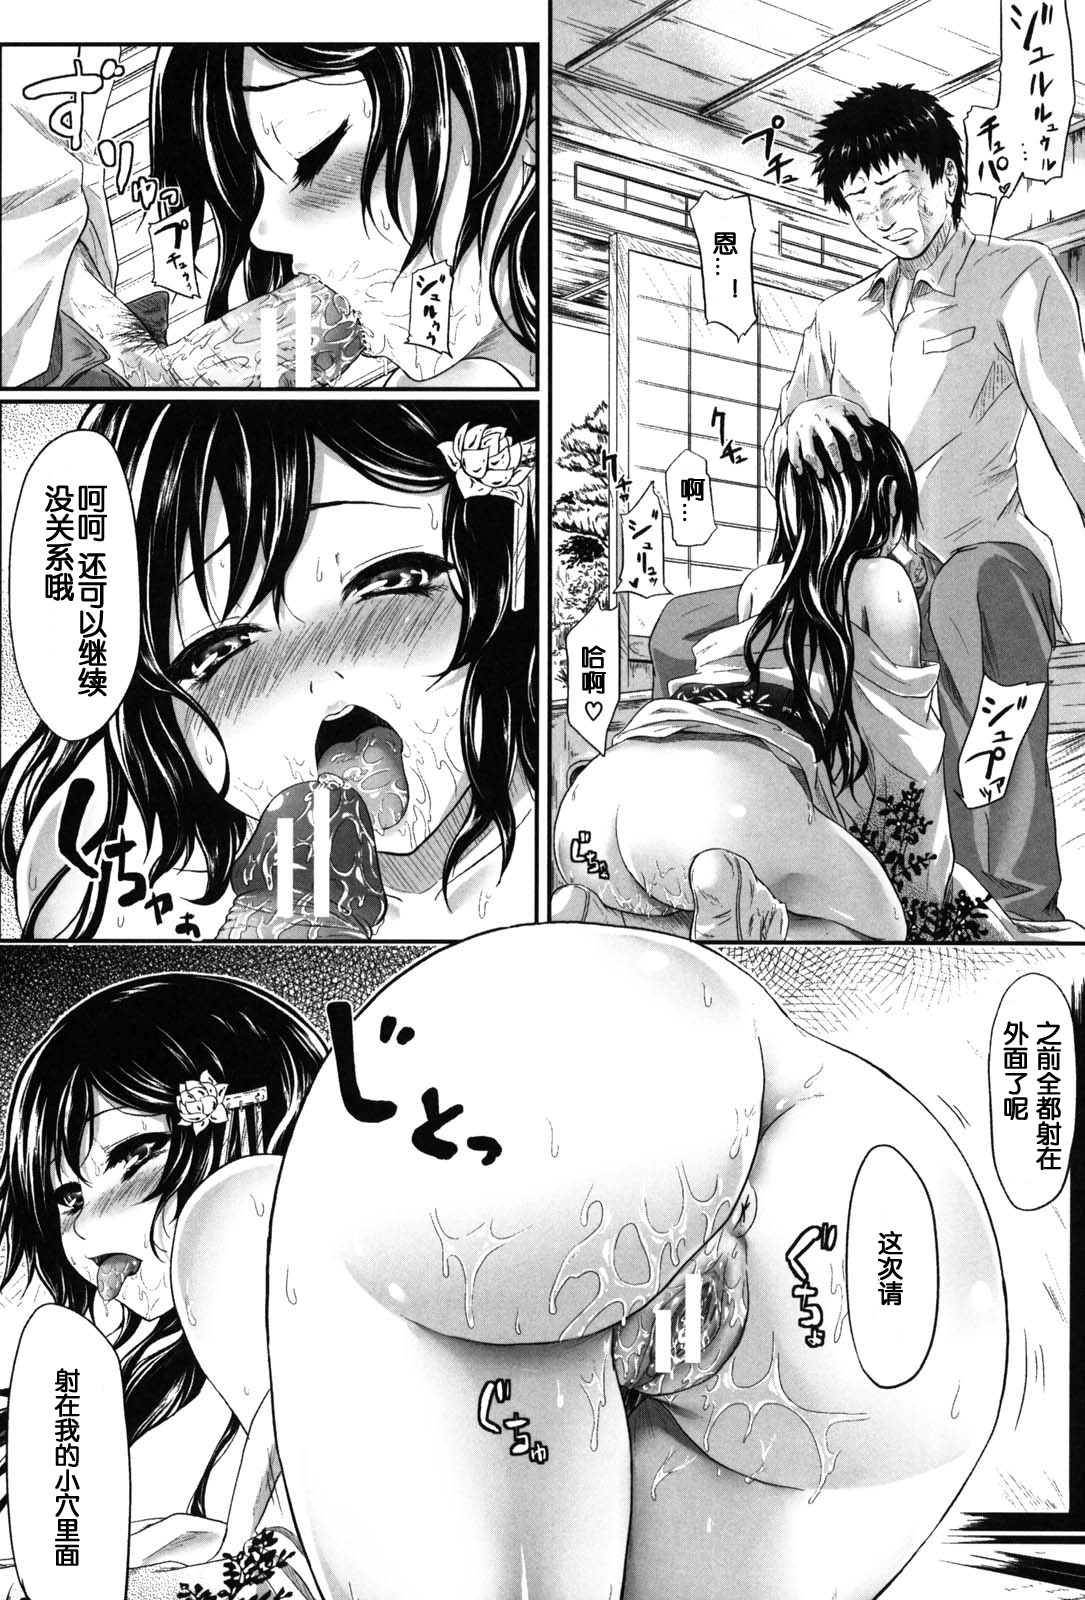 ジュルルゥル…
チュパ♡
プチュ
恩…！
クチュ
啊…
ジュリュッ♥
哈啊♡
ジュプァッ
ぐちゅ
ずりゅっ
プチュゥ…
ジュルゥゥ
呵呵 还可以继续
没关系哦
くちゃぁ
之前全都射在
外面了呢
这次请
じとっ
ぐちょ
ぐちゅ
射在我的小穴里面